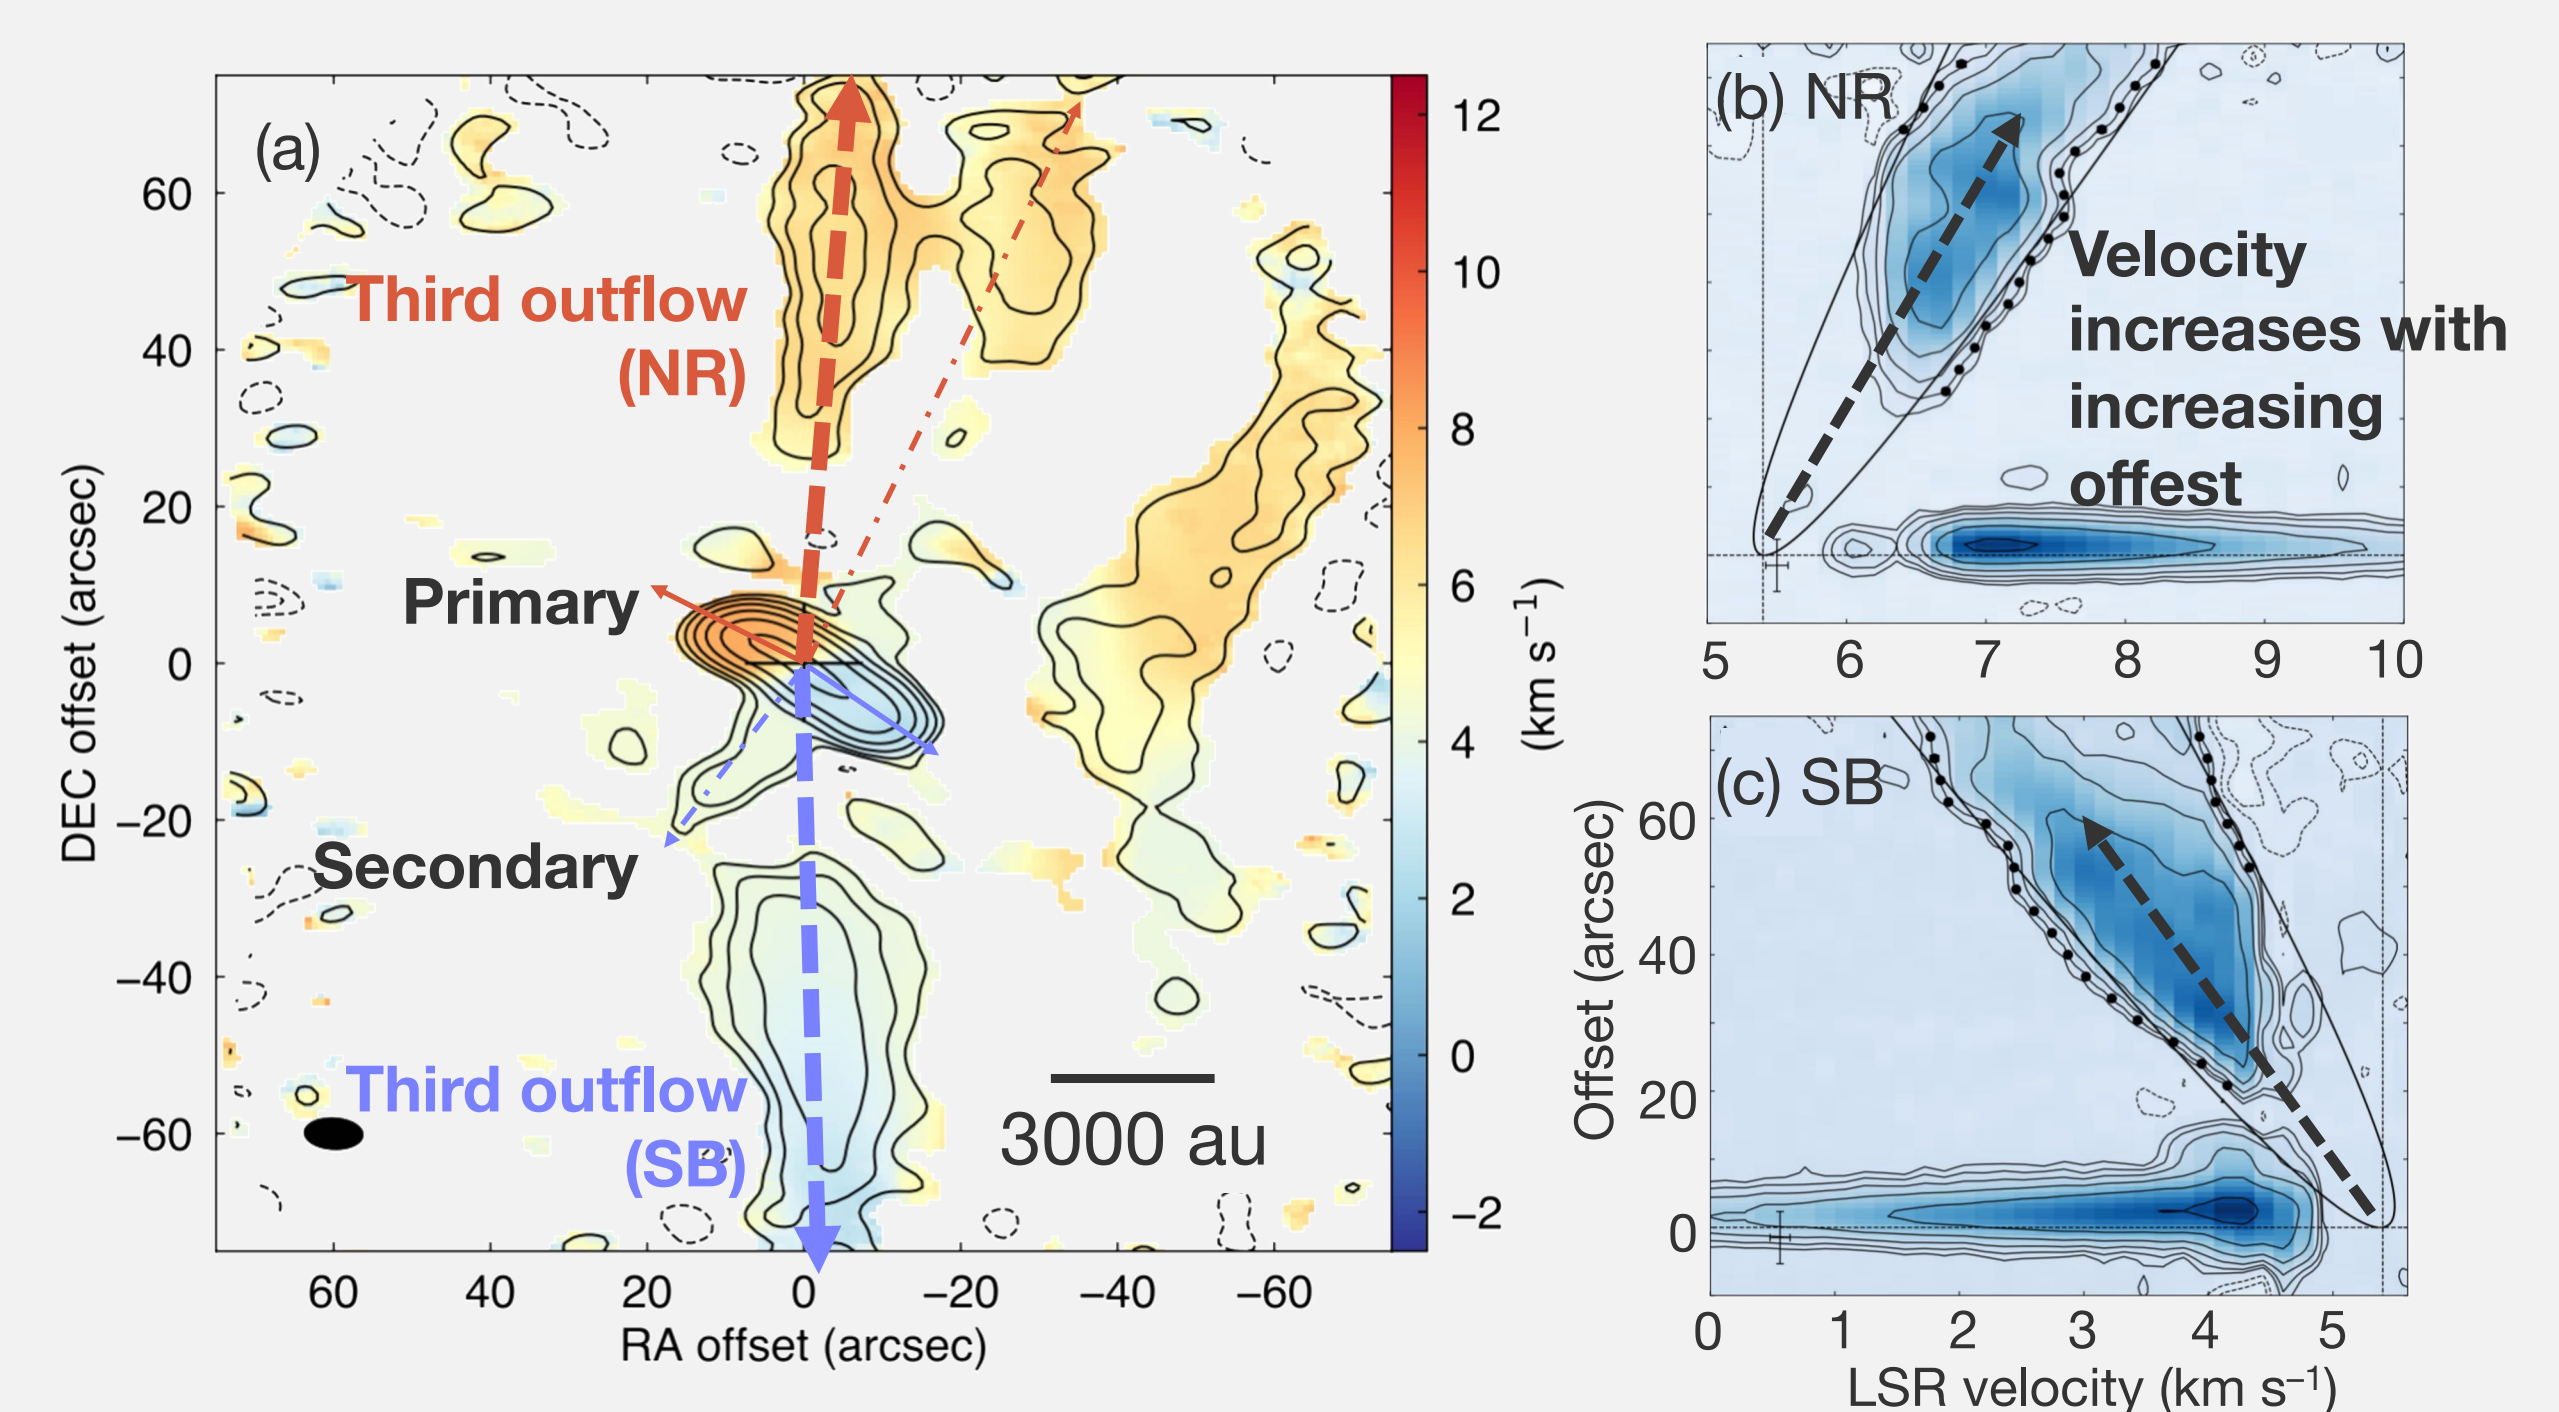 (a)
Third outflow
(NR)
Primary
Secondary
Third outflow
(SB)
3000 au
60
40
20
0
−20
−40
−60
DEC offset (arcsec)
60
40
20
0
−20
−40
−60
RA offset (arcsec)
12
10
8
6
4
2
0
−2
(km s−1)
(b) NR
Velocity
increases with
increasing
offest
5
6
7
8
9
10
(c) SB
60
40
20
0
Offset (arcsec)
0
1
2
3
4
5
LSR velocity (km s−1)